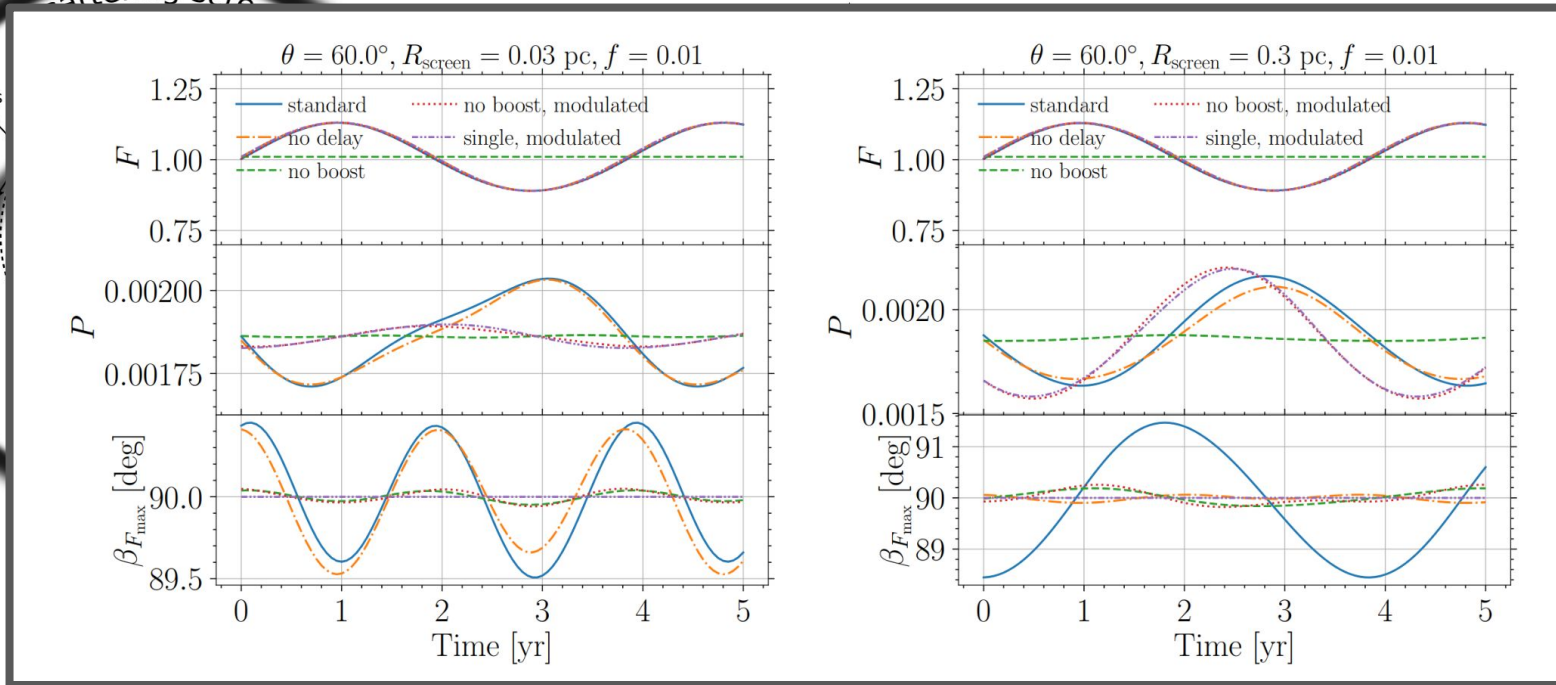 θ = 60.0°, R_screen = 0.03 pc, f = 0.01
1.25
1.00
0.75
F
standard
no delay
no boost
no boost, modulated
single, modulated
0.00200
0.00175
P
90.0
89.5
β_F_max [deg]
0 1 2 3 4 5
Time [yr]
θ = 60.0°, R_screen = 0.3 pc, f = 0.01
1.25
1.00
0.75
F
standard
no delay
no boost
no boost, modulated
single, modulated
0.0020
0.0015
P
91
90
89
β_F_max [deg]
0 1 2 3 4 5
Time [yr]